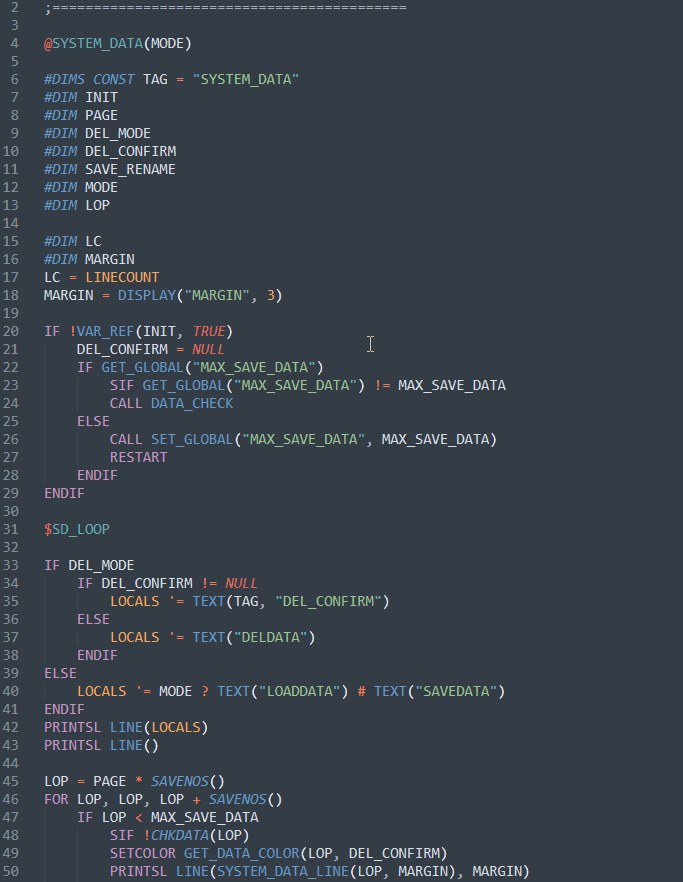 2 ;===========================================
3
4 @SYSTEM_DATA(MODE)
5
6 #DIMS CONST TAG = "SYSTEM_DATA"
7 #DIM INIT
8 #DIM PAGE
9 #DIM DEL_MODE
10 #DIM DEL_CONFIRM
11 #DIM SAVE_RENAME
12 #DIM MODE
13 #DIM LOP
14
15 #DIM LC
16 #DIM MARGIN
17 LC = LINECOUNT
18 MARGIN = DISPLAY("MARGIN", 3)
19
20 IF !VAR_REF(INIT, TRUE)
21     DEL_CONFIRM = NULL
22     IF GET_GLOBAL("MAX_SAVE_DATA")
23         SIF GET_GLOBAL("MAX_SAVE_DATA") != MAX_SAVE_DATA
24         CALL DATA_CHECK
25     ELSE
26         CALL SET_GLOBAL("MAX_SAVE_DATA", MAX_SAVE_DATA)
27         RESTART
28     ENDIF
29 ENDIF
30
31 $SD_LOOP
32
33 IF DEL_MODE
34     IF DEL_CONFIRM != NULL
35         LOCALS '= TEXT(TAG, "DEL_CONFIRM")
36     ELSE
37         LOCALS '= TEXT("DELDATA")
38     ENDIF
39 ELSE
40     LOCALS '= MODE ? TEXT("LOADDATA") # TEXT("SAVEDATA")
41 ENDIF
42 PRINTSL LINE(LOCALS)
43 PRINTSL LINE()
44
45 LOP = PAGE * SAVENOS()
46 FOR LOP, LOP, LOP + SAVENOS()
47     IF LOP < MAX_SAVE_DATA
48         SIF !CHKDATA(LOP)
49         SETCOLOR GET_DATA_COLOR(LOP, DEL_CONFIRM)
50         PRINTSL LINE(SYSTEM_DATA_LINE(LOP, MARGIN), MARGIN)